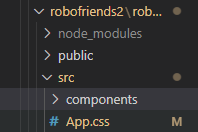 robofriends2\rob...
node_modules
public
src
components
App.css M